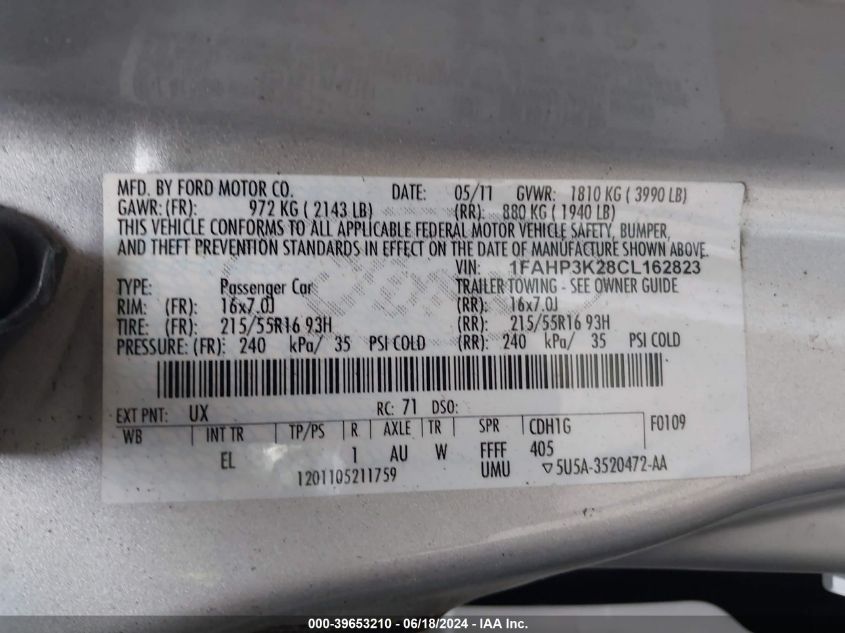 MFD. BY FORD MOTOR CO. DATE: 05/11 GVWR: 1810 KG ( 3990 LB)
GAWR: (FR): 972 KG ( 2143 LB) (RR): 880 KG ( 1940 LB)
THIS VEHICLE CONFORMS TO ALL APPLICABLE FEDERAL MOTOR VEHICLE SAFETY, BUMPER,
AND THEFT PREVENTION STANDARDS IN EFFECT ON THE DATE OF MANUFACTURE SHOWN ABOVE.
VIN: 1FAHP3K28CL162823
TYPE: Passenger Car TRAILER TOWING - SEE OWNER GUIDE
RIM: (FR): 16x7.0J (RR): 16x7.0J
TIRE: (FR): 215/55R16 93H (RR): 215/55R16 93H
PRESSURE: (FR): 240 kPa/ 35 PSI COLD (RR): 240 kPa/ 35 PSI COLD
EXT PNT: UX RC: 71 DSO:
WB INT TR TP/PS R AXLE TR SPR CDH1G F0109
EL 1 AU W FFFF 405
1201105211759 UMU ▽5U5A-3520472-AA
000-39653210 - 06/18/2024 - IAA Inc.